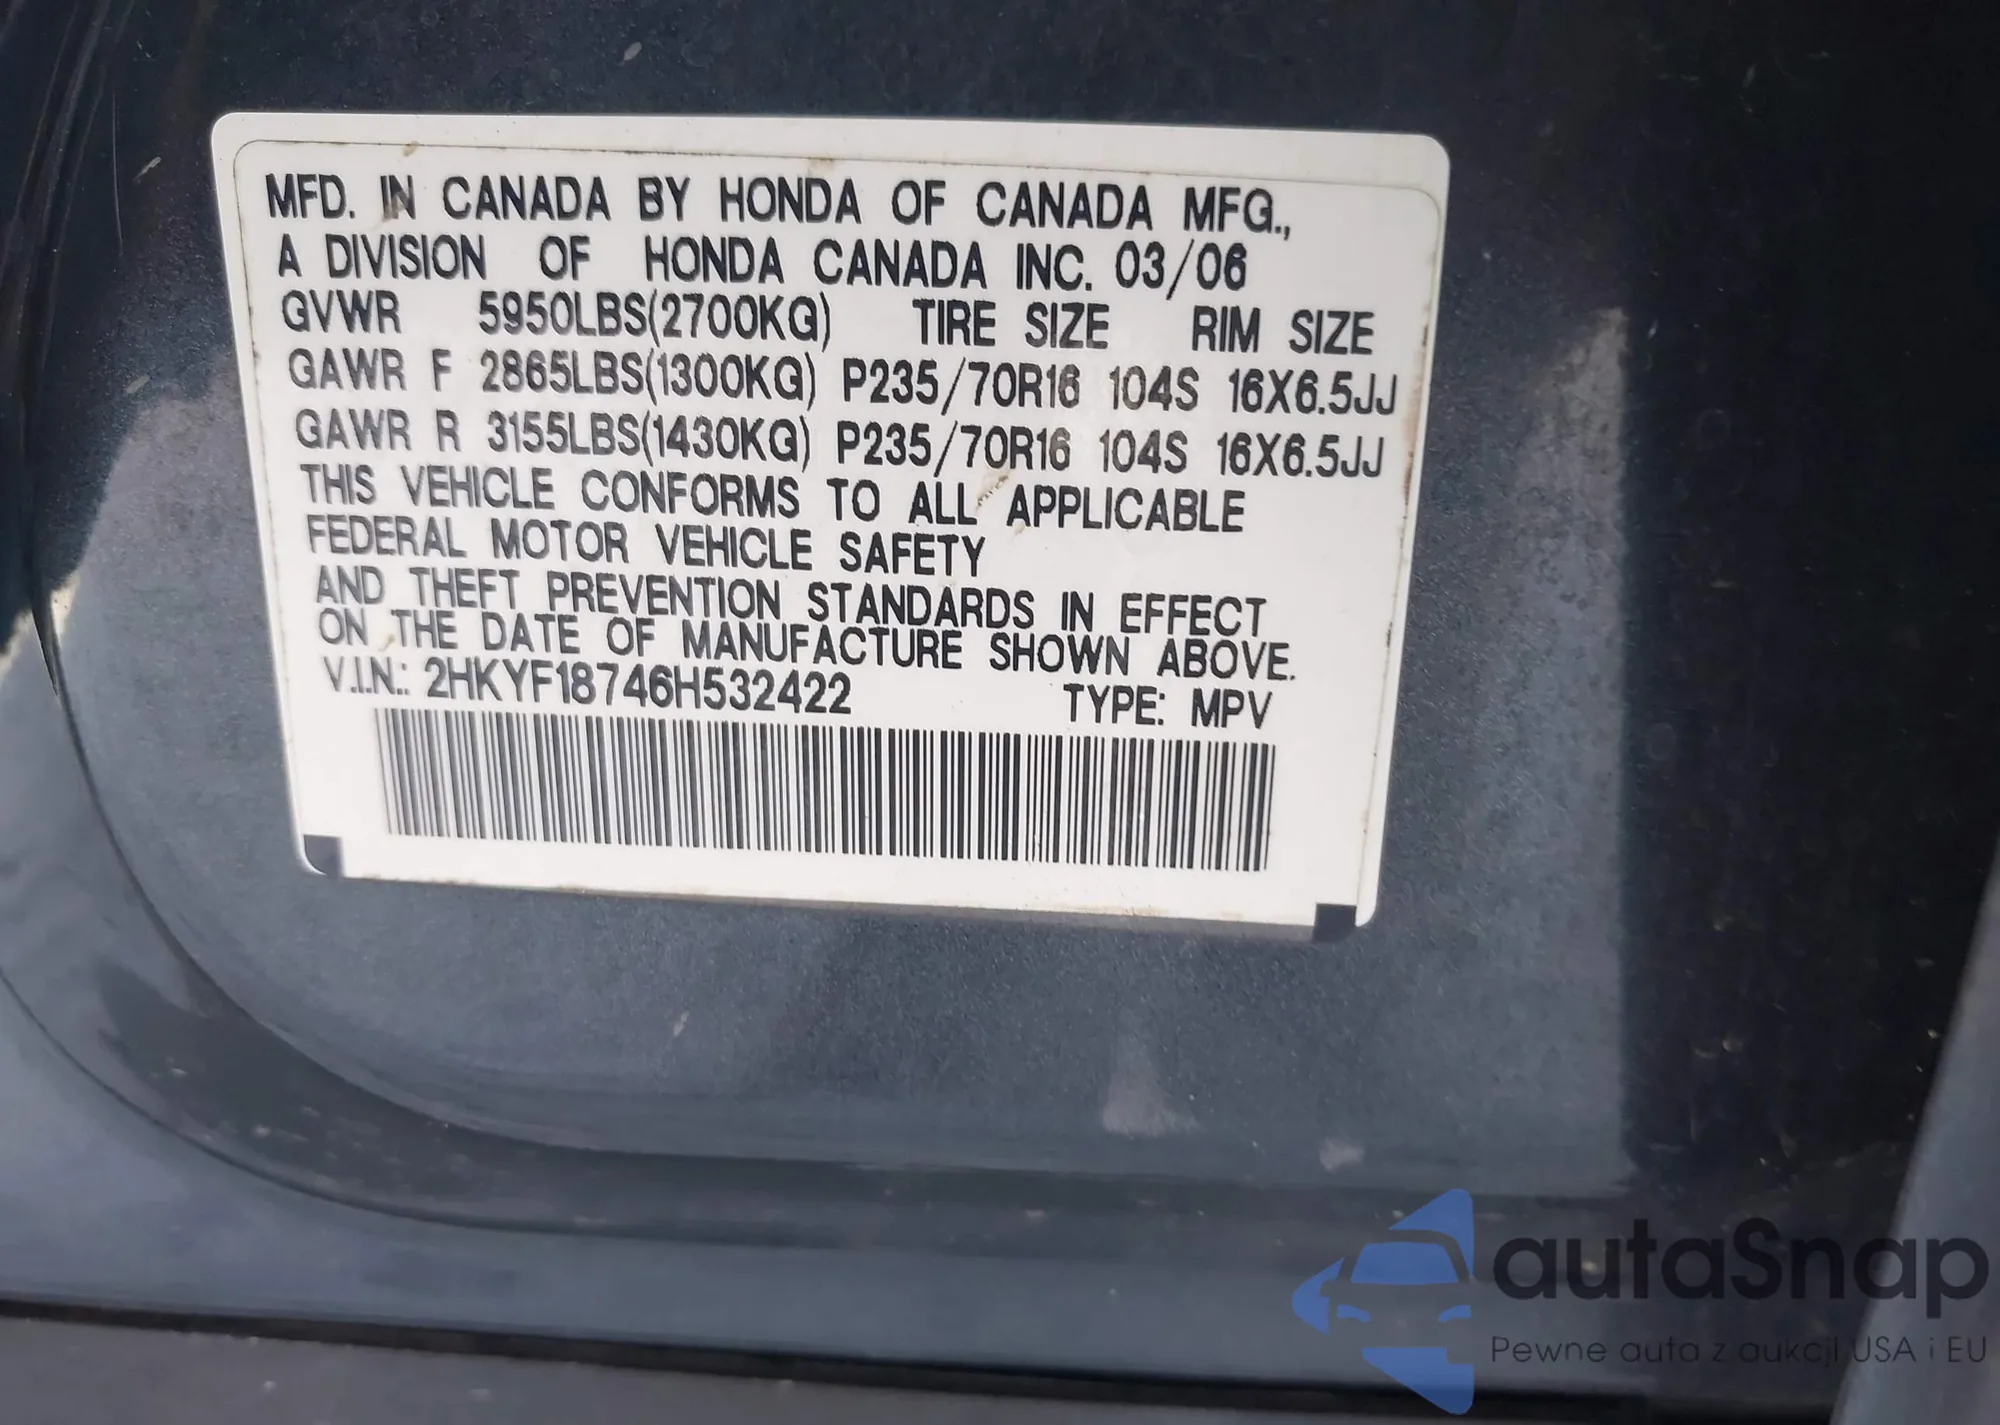 MFD. IN CANADA BY HONDA OF CANADA MFG.,
A DIVISION OF HONDA CANADA INC. 03/06
GVWR 5950LBS(2700KG) TIRE SIZE RIM SIZE
GAWR F 2865LBS(1300KG) P235/70R16 104S 16X6.5JJ
GAWR R 3155LBS(1430KG) P235/70R16 104S 16X6.5JJ
THIS VEHICLE CONFORMS TO ALL APPLICABLE
FEDERAL MOTOR VEHICLE SAFETY
AND THEFT PREVENTION STANDARDS IN EFFECT
ON THE DATE OF MANUFACTURE SHOWN ABOVE.
V.I.N.: 2HKYF18746H532422 TYPE: MPV
autaSnap
Pewne auta z aukcji USA i EU